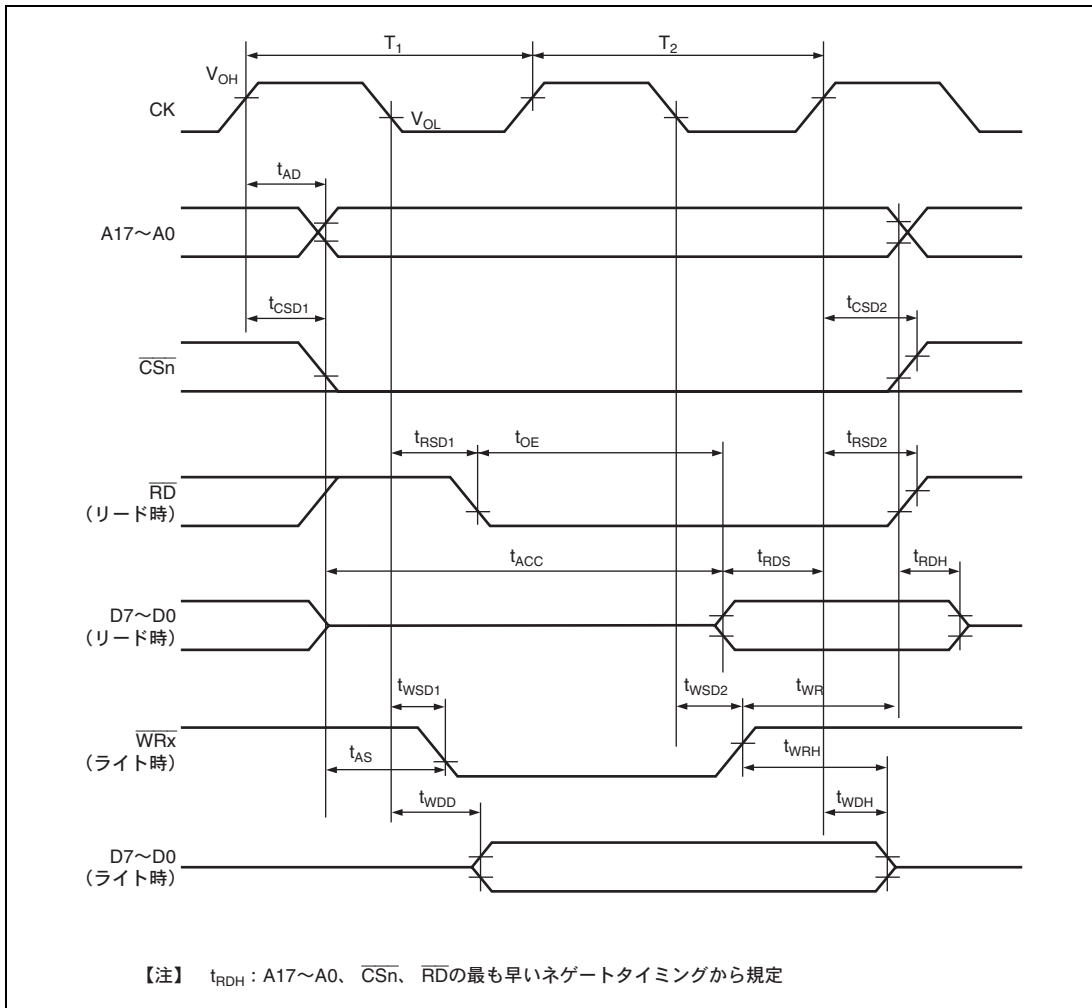 T1 T2
VOH
CK
VOL
tAD
A17～A0
tCSD1 tCSD2
CSn
tRSD1 tOE tRSD2
RD
（リード時）
tACC tRDS tRDH
D7～D0
（リード時）
tWSD1 tWSD2 tWR
WRx
（ライト時）
tAS tWRH
tWDD tWDH
D7～D0
（ライト時）
【注】 tRDH：A17～A0、CSn、RDの最も早いネゲートタイミングから規定